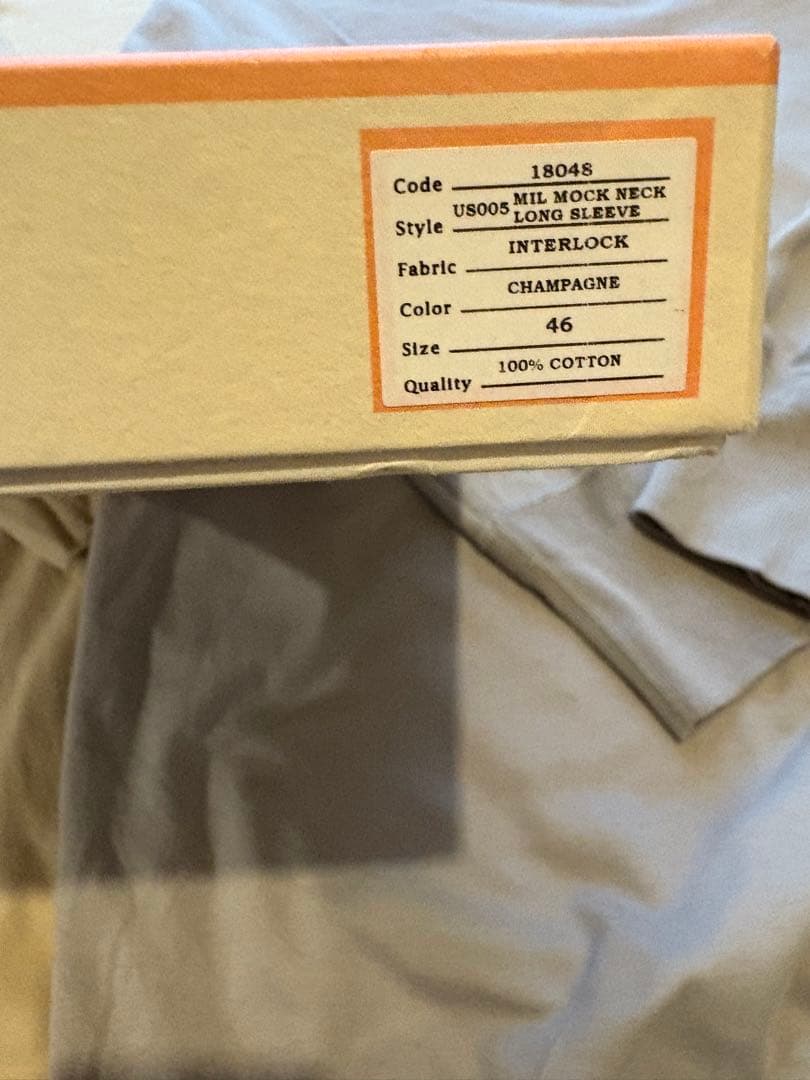 Code 18048
Style US005 MIL MOCK NECK
LONG SLEEVE
Fabric INTERLOCK
Color CHAMPAGNE
Size 46
Quality 100% COTTON